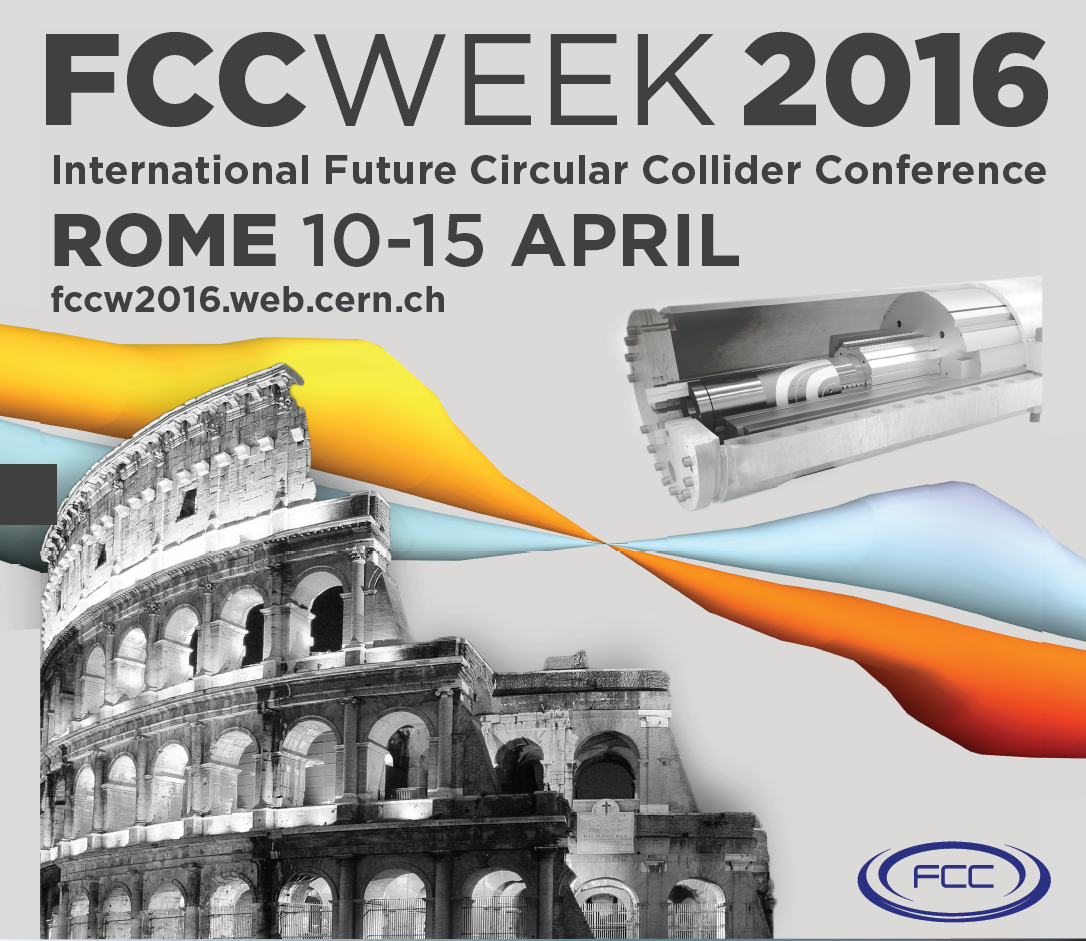 FCCWEEK 2016
International Future Circular Collider Conference
ROME 10-15 APRIL
fccw2016.web.cern.ch
FCC